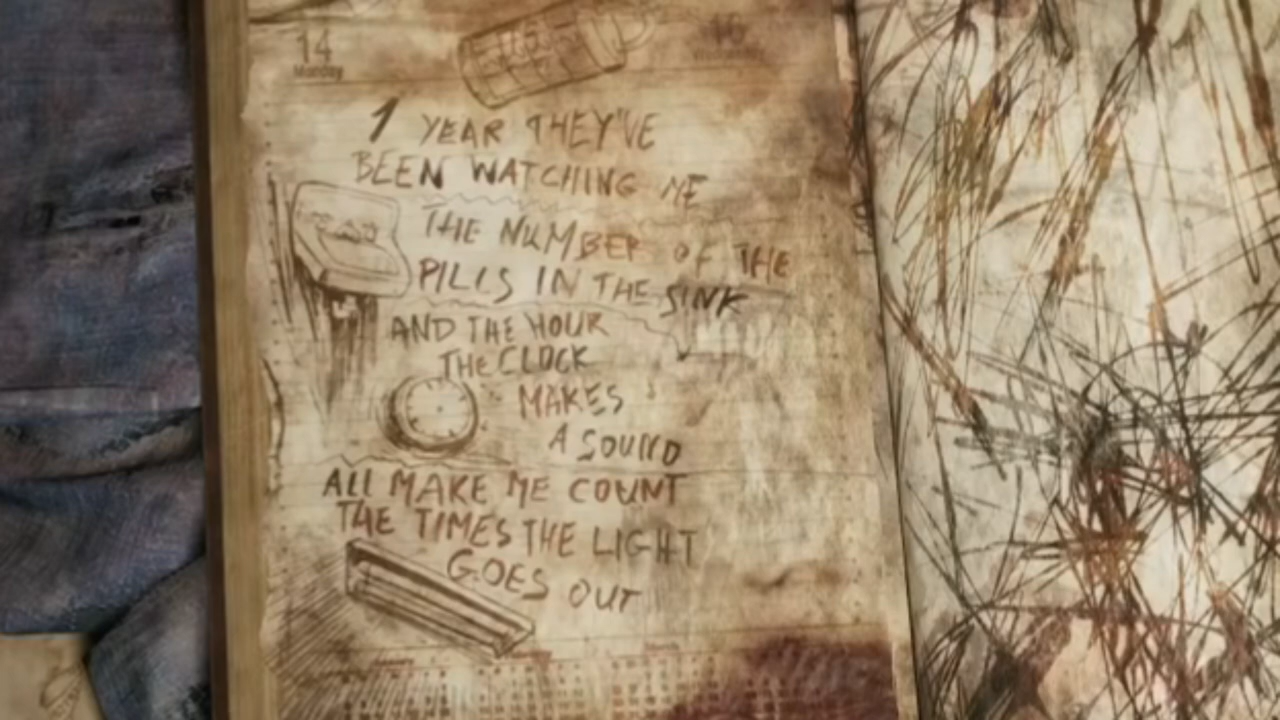 14
Monday
1 YEAR THEY'VE
BEEN WATCHING ME
THE NUMBER OF THE
PILLS IN THE SINK
AND THE HOUR
THE CLOCK
MAKES
A SOUND
ALL MAKE ME COUNT
THE TIMES THE LIGHT
GOES OUT